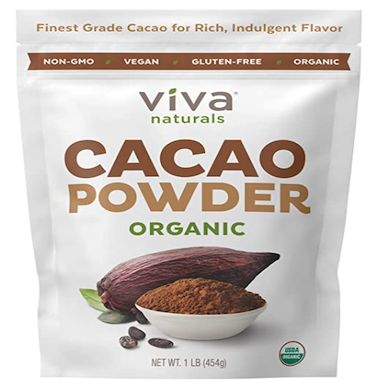 Finest Grade Cacao for Rich, Indulgent Flavor
NON-GMO • VEGAN • GLUTEN-FREE • ORGANIC
viva®
naturals
CACAO
POWDER
ORGANIC
USDA
ORGANIC
NET WT. 1 LB (454g)